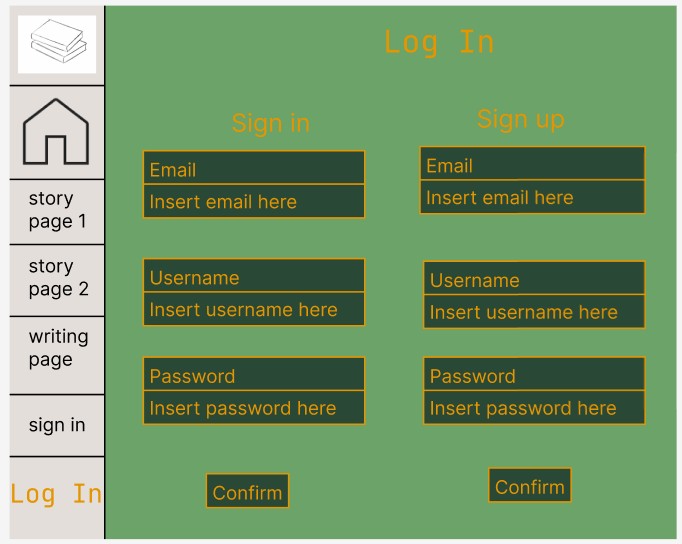 story
page 1
story
page 2
writing
page
sign in
Log In
Log In
Sign in
Email
Insert email here
Username
Insert username here
Password
Insert password here
Confirm
Sign up
Email
Insert email here
Username
Insert username here
Password
Insert password here
Confirm